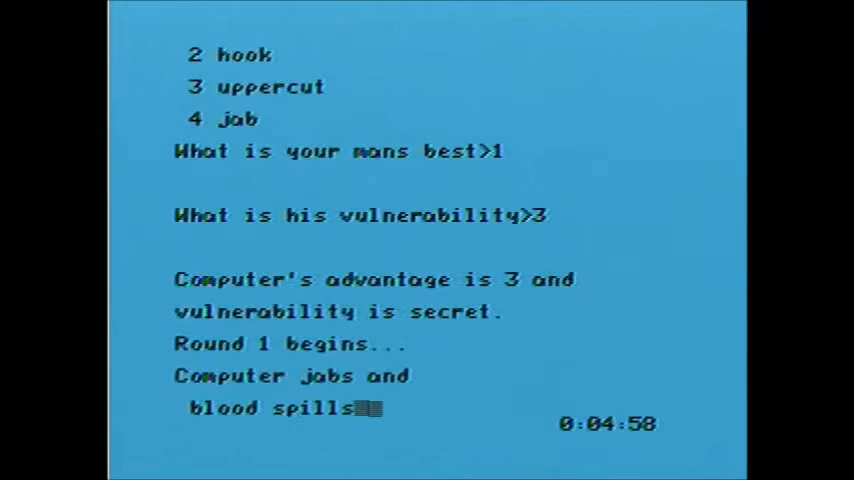 2 hook
3 uppercut
4 jab
What is your mans best>1
What is his vulnerability>3
Computer's advantage is 3 and
vulnerability is secret.
Round 1 begins...
Computer jabs and
blood spills
0:04:58